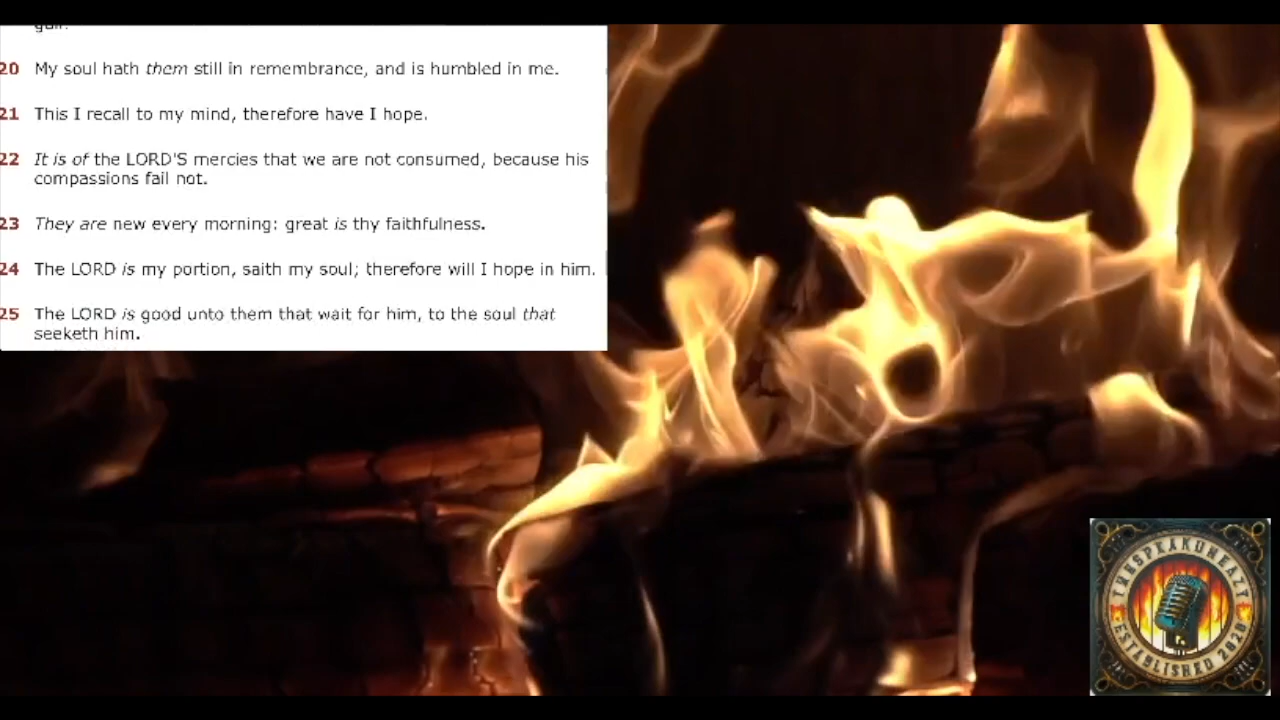 20 My soul hath them still in remembrance, and is humbled in me.
21 This I recall to my mind, therefore have I hope.
22 It is of the LORD'S mercies that we are not consumed, because his
compassions fail not.
23 They are new every morning: great is thy faithfulness.
24 The LORD is my portion, saith my soul; therefore will I hope in him.
25 The LORD is good unto them that wait for him, to the soul that
seeketh him.
ESTABLISHED 2020